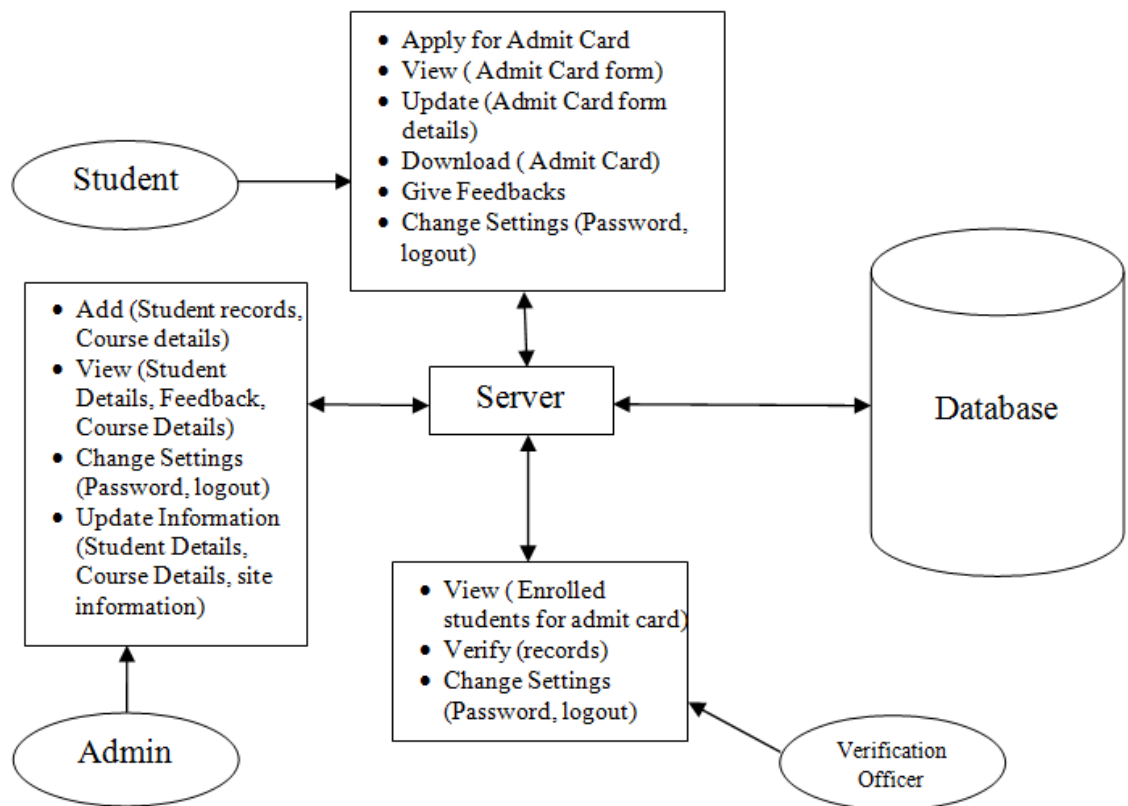 • Apply for Admit Card
• View ( Admit Card form)
• Update (Admit Card form
details)
• Download ( Admit Card)
• Give Feedbacks
• Change Settings (Password,
logout)
Student
• Add (Student records,
Course details)
• View (Student
Details, Feedback,
Course Details)
• Change Settings
(Password, logout)
• Update Information
(Student Details,
Course Details, site
information)
Server
Database
• View ( Enrolled
students for admit card)
• Verify (records)
• Change Settings
(Password, logout)
Admin
Verification
Officer